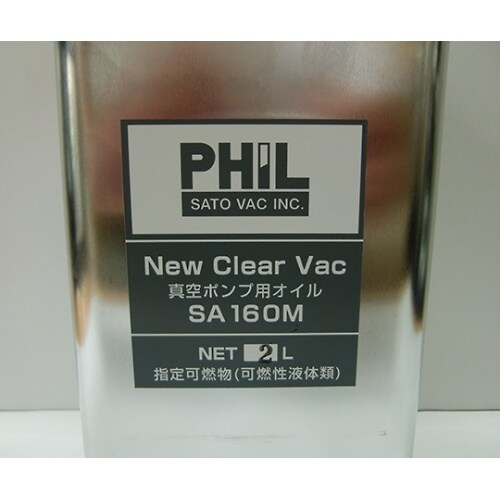 PHIL
SATO VAC INC.
New Clear Vac
真空ポンプ用オイル
SA160M
NET 2 L
指定可燃物(可燃性液体類)